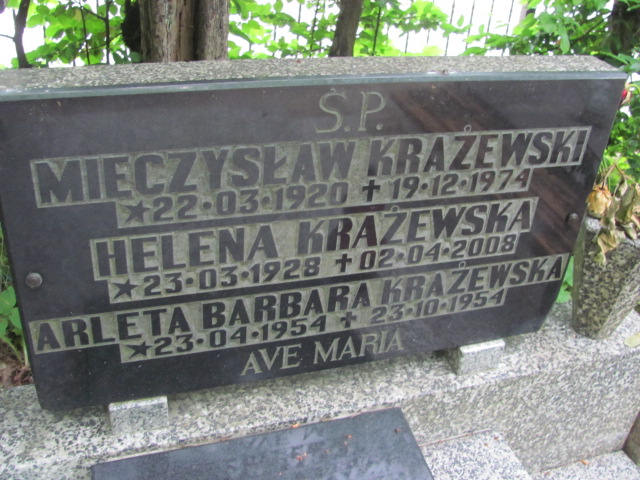 Ś.P.
MIECZYSŁAW KRAŻEWSKI
★22·03·1920 ✝19·12·1974
HELENA KRAŻEWSKA
★23·03·1928 ✝02·04·2008
ARLETA BARBARA KRAŻEWSKA
★23·04·1954 ✝23·10·1954
AVE MARIA